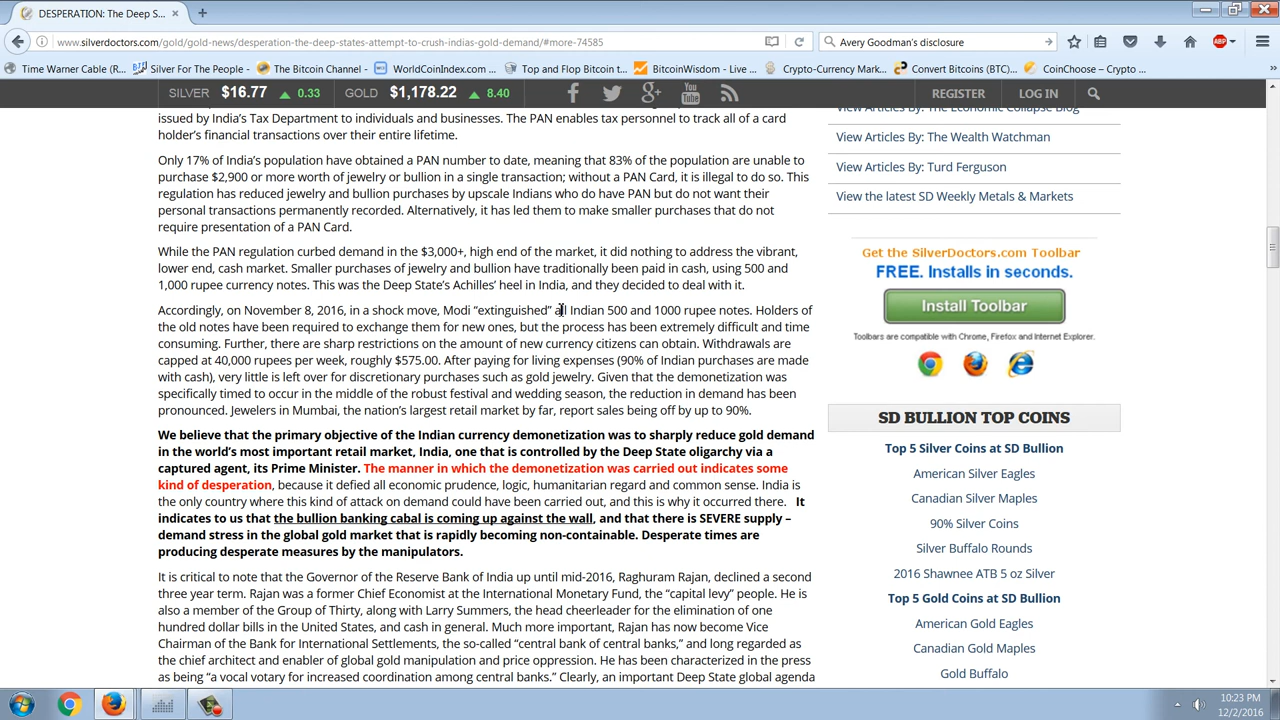 DESPERATION: The Deep S...
www.silverdoctors.com/gold/gold-news/desperation-the-deep-states-attempt-to-crush-indias-gold-demand/#more-74585
Avery Goodman's disclosure
ABP
Time Warner Cable (R...
Silver For The People - ...
The Bitcoin Channel - ...
WorldCoinIndex.com - ...
Top and Flop Bitcoin t...
BitcoinWisdom - Live ...
Crypto-Currency Mark...
Convert Bitcoins (BTC)...
CoinChoose – Crypto ...
SILVER $16.77 0.33 GOLD $1,178.22 8.40
REGISTER LOG IN
issued by India's Tax Department to individuals and businesses. The PAN enables tax personnel to track all of a card
holder's financial transactions over their entire lifetime.
Only 17% of India's population have obtained a PAN number to date, meaning that 83% of the population are unable to
purchase $2,900 or more worth of jewelry or bullion in a single transaction; without a PAN Card, it is illegal to do so. This
regulation has reduced jewelry and bullion purchases by upscale Indians who do have PAN but do not want their
personal transactions permanently recorded. Alternatively, it has led them to make smaller purchases that do not
require presentation of a PAN Card.
While the PAN regulation curbed demand in the $3,000+, high end of the market, it did nothing to address the vibrant,
lower end, cash market. Smaller purchases of jewelry and bullion have traditionally been paid in cash, using 500 and
1,000 rupee currency notes. This was the Deep State's Achilles' heel in India, and they decided to deal with it.
Accordingly, on November 8, 2016, in a shock move, Modi “extinguished” all Indian 500 and 1000 rupee notes. Holders of
the old notes have been required to exchange them for new ones, but the process has been extremely difficult and time
consuming. Further, there are restrictions on the amount of new currency citizens can obtain. Withdrawals are
capped at 40,000 rupees per week, roughly $575.00. After paying for living expenses (90% of Indian purchases are made
with cash), very little is left over for discretionary purchases such as gold jewelry. Given that the demonetization was
specifically timed to occur in the middle of the robust festival and wedding season, the reduction in demand has been
pronounced. Jewelers in Mumbai, the nation's largest retail market by far, report sales being off by up to 90%.
We believe that the primary objective of the Indian currency demonetization was to sharply reduce gold demand
in the world's most important retail market, India, one that is controlled by the Deep State oligarchy via a
captured agent, its Prime Minister. The manner in which the demonetization was carried out indicates some
kind of desperation, because it defied all economic prudence, logic, humanitarian regard and common sense. India is
the only country where this kind of attack on demand could have been carried out, and this is why it occurred there. It
indicates to us that the bullion banking cabal is coming up against the wall, and that there is SEVERE supply –
demand stress in the global gold market that is rapidly becoming non-containable. Desperate times are
producing desperate measures by the manipulators.
It is critical to note that the Governor of the Reserve Bank of India up until mid-2016, Raghuram Rajan, declined a second
three year term. Rajan was a former Chief Economist at the International Monetary Fund, the “capital levy” people. He is
also a member of the Group of Thirty, along with Larry Summers, the head cheerleader for the elimination of one
hundred dollar bills in the United States, and cash in general. Much more important, Rajan has now become Vice
Chairman of the Bank for International Settlements, the so-called “central bank of central banks,” and long regarded as
the chief architect and enabler of global gold manipulation and price oppression. He has been characterized in the press
as being “a vocal votary for increased coordination among central banks.” Clearly, an important Deep State global agenda
View Articles By: The Economic Collapse Blog
View Articles By: The Wealth Watchman
View Articles By: Turd Ferguson
View the latest SD Weekly Metals & Markets
Get the SilverDoctors.com Toolbar
FREE. Installs in seconds.
Install Toolbar
Toolbars are compatible with Chrome, Firefox and Internet Explorer.
SD BULLION TOP COINS
Top 5 Silver Coins at SD Bullion
American Silver Eagles
Canadian Silver Maples
90% Silver Coins
Silver Buffalo Rounds
2016 Shawnee ATB 5 oz Silver
Top 5 Gold Coins at SD Bullion
American Gold Eagles
Canadian Gold Maples
Gold Buffalo
10:23 PM
12/2/2016